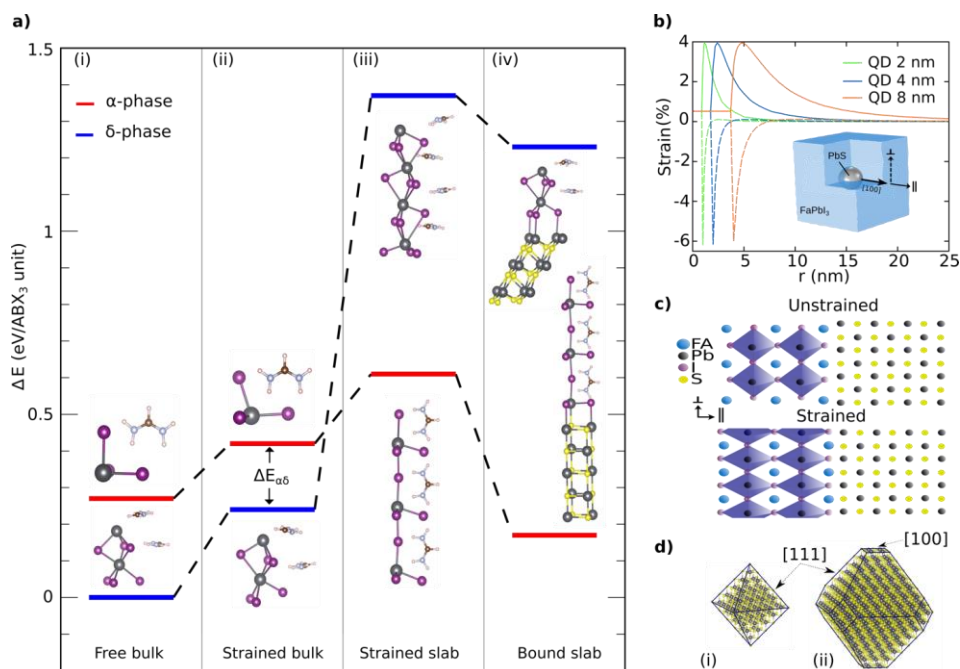 a)
(i)
(ii)
(iii)
(iv)
1.5
1
0.5
0
ΔE (eV/ABX₃ unit)
α-phase
δ-phase
ΔEαδ
Free bulk
Strained bulk
Strained slab
Bound slab
b)
4
2
0
-2
-4
-6
Strain(%)
QD 2 nm
QD 4 nm
QD 8 nm
PbS
[100]
⊥
||
FaPbI₃
0
5
10
15
20
25
r (nm)
c)
Unstrained
FA
Pb
I
S
⊥
||
Strained
d)
[111]
[100]
(i)
(ii)